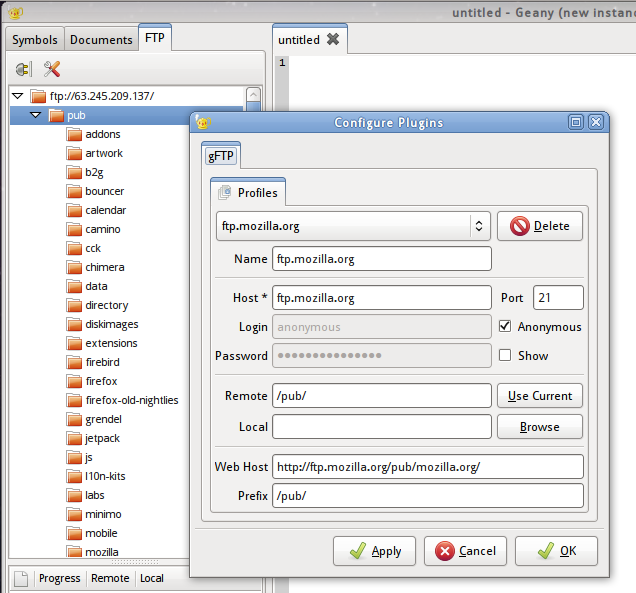 untitled - Geany (new instanc
Symbols Documents FTP
untitled
1
ftp://63.245.209.137/
pub
addons
artwork
b2g
bouncer
calendar
camino
cck
chimera
data
directory
diskimages
extensions
firebird
firefox
firefox-old-nightlies
grendel
jetpack
js
l10n-kits
labs
minimo
mobile
mozilla
Progress Remote Local
Configure Plugins
gFTP
Profiles
ftp.mozilla.org Delete
Name ftp.mozilla.org
Host * ftp.mozilla.org Port 21
Login anonymous Anonymous
Password Show
Remote /pub/ Use Current
Local Browse
Web Host http://ftp.mozilla.org/pub/mozilla.org/
Prefix /pub/
Apply Cancel OK